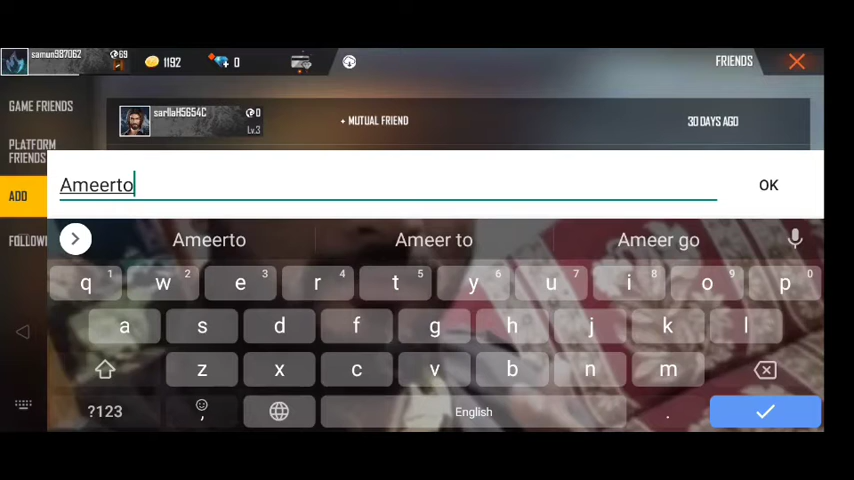 samun987062 69 1192 0 FRIENDS
GAME FRIENDS
sarllaH5654C 0 + MUTUAL FRIEND 30 DAYS AGO
Lv.3
PLATFORM
FRIENDS
ADD
Ameerto OK
FOLLOWI
Ameerto Ameer to Ameer go
q 1 w 2 e 3 r 4 t 5 y 6 u 7 i 8 o 9 p 0
a s d f g h j k l
z x c v b n m
?123 , English .